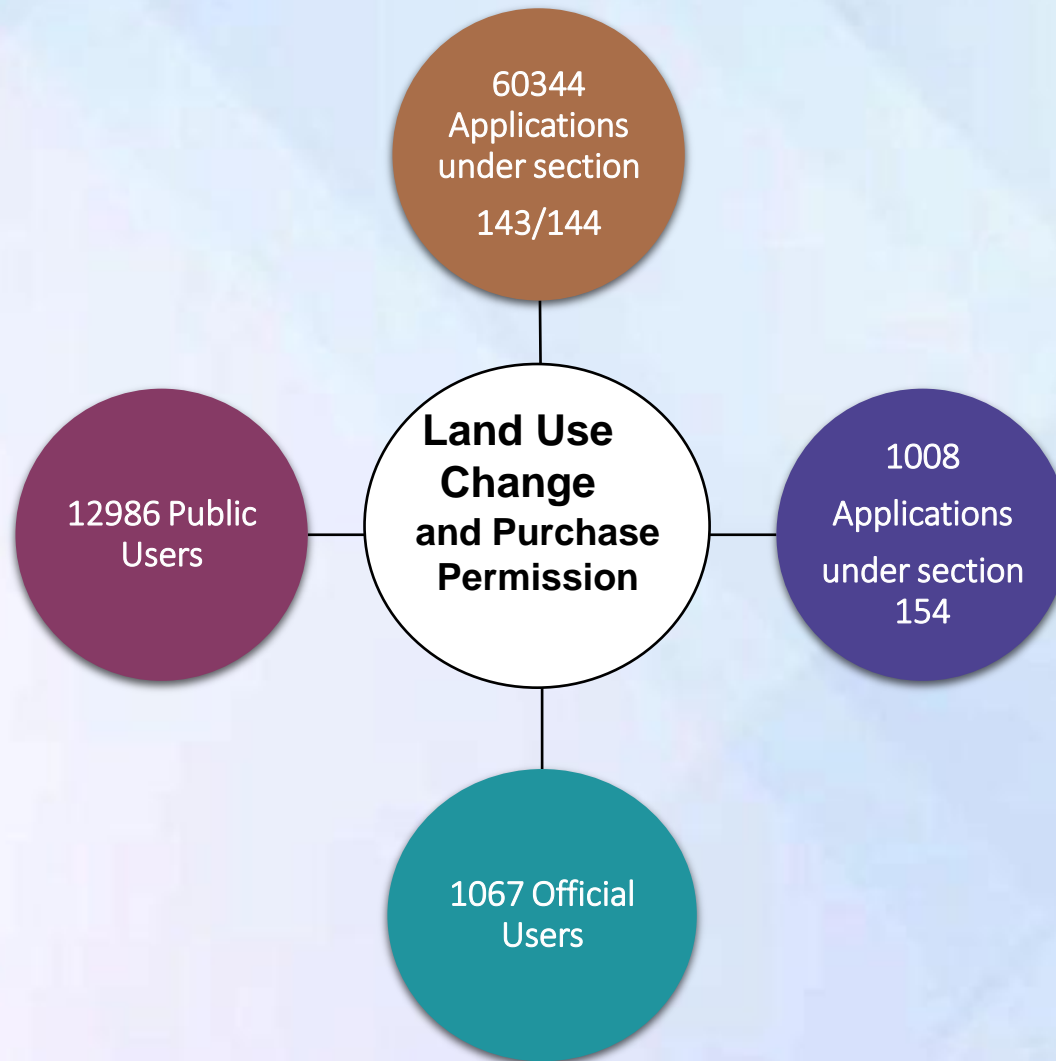 60344
Applications
under section
143/144
Land Use
Change
and Purchase
Permission
12986 Public
Users
1008
Applications
under section
154
1067 Official
Users